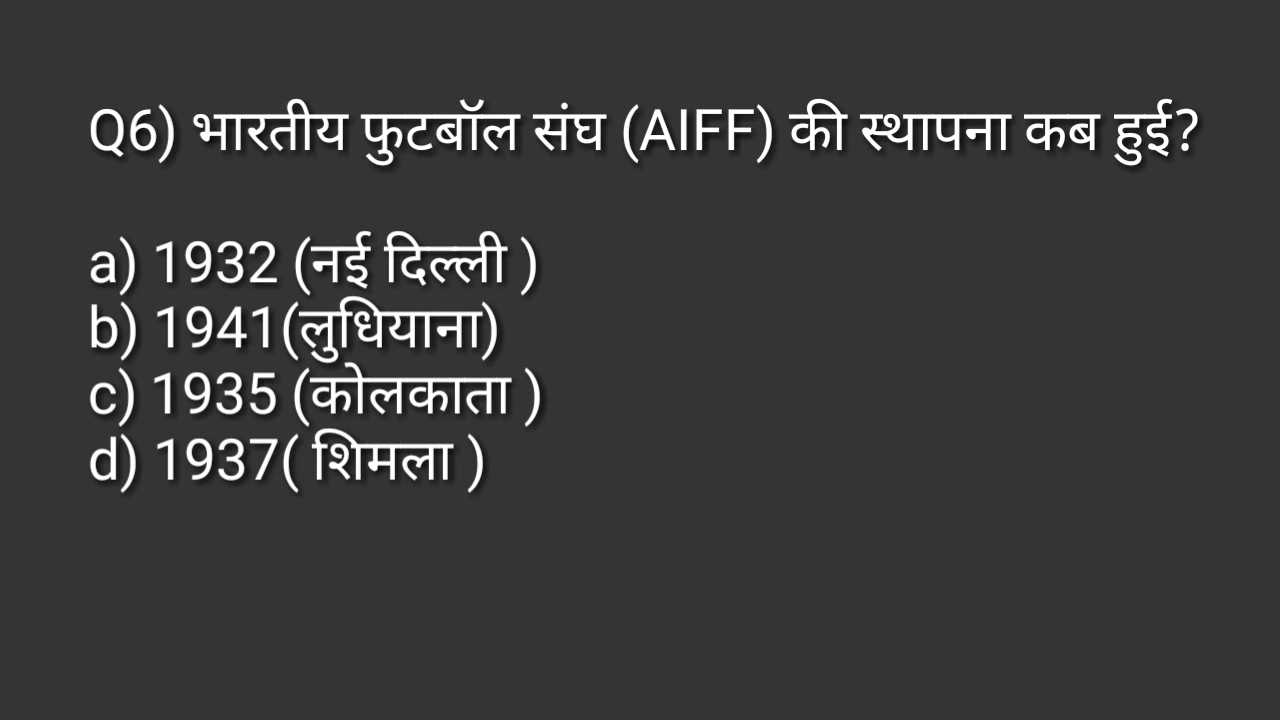 Q6) भारतीय फुटबॉल संघ (AIFF) की स्थापना कब हुई?
a) 1932 (नई दिल्ली )
b) 1941(लुधियाना)
c) 1935 (कोलकाता )
d) 1937( शिमला )